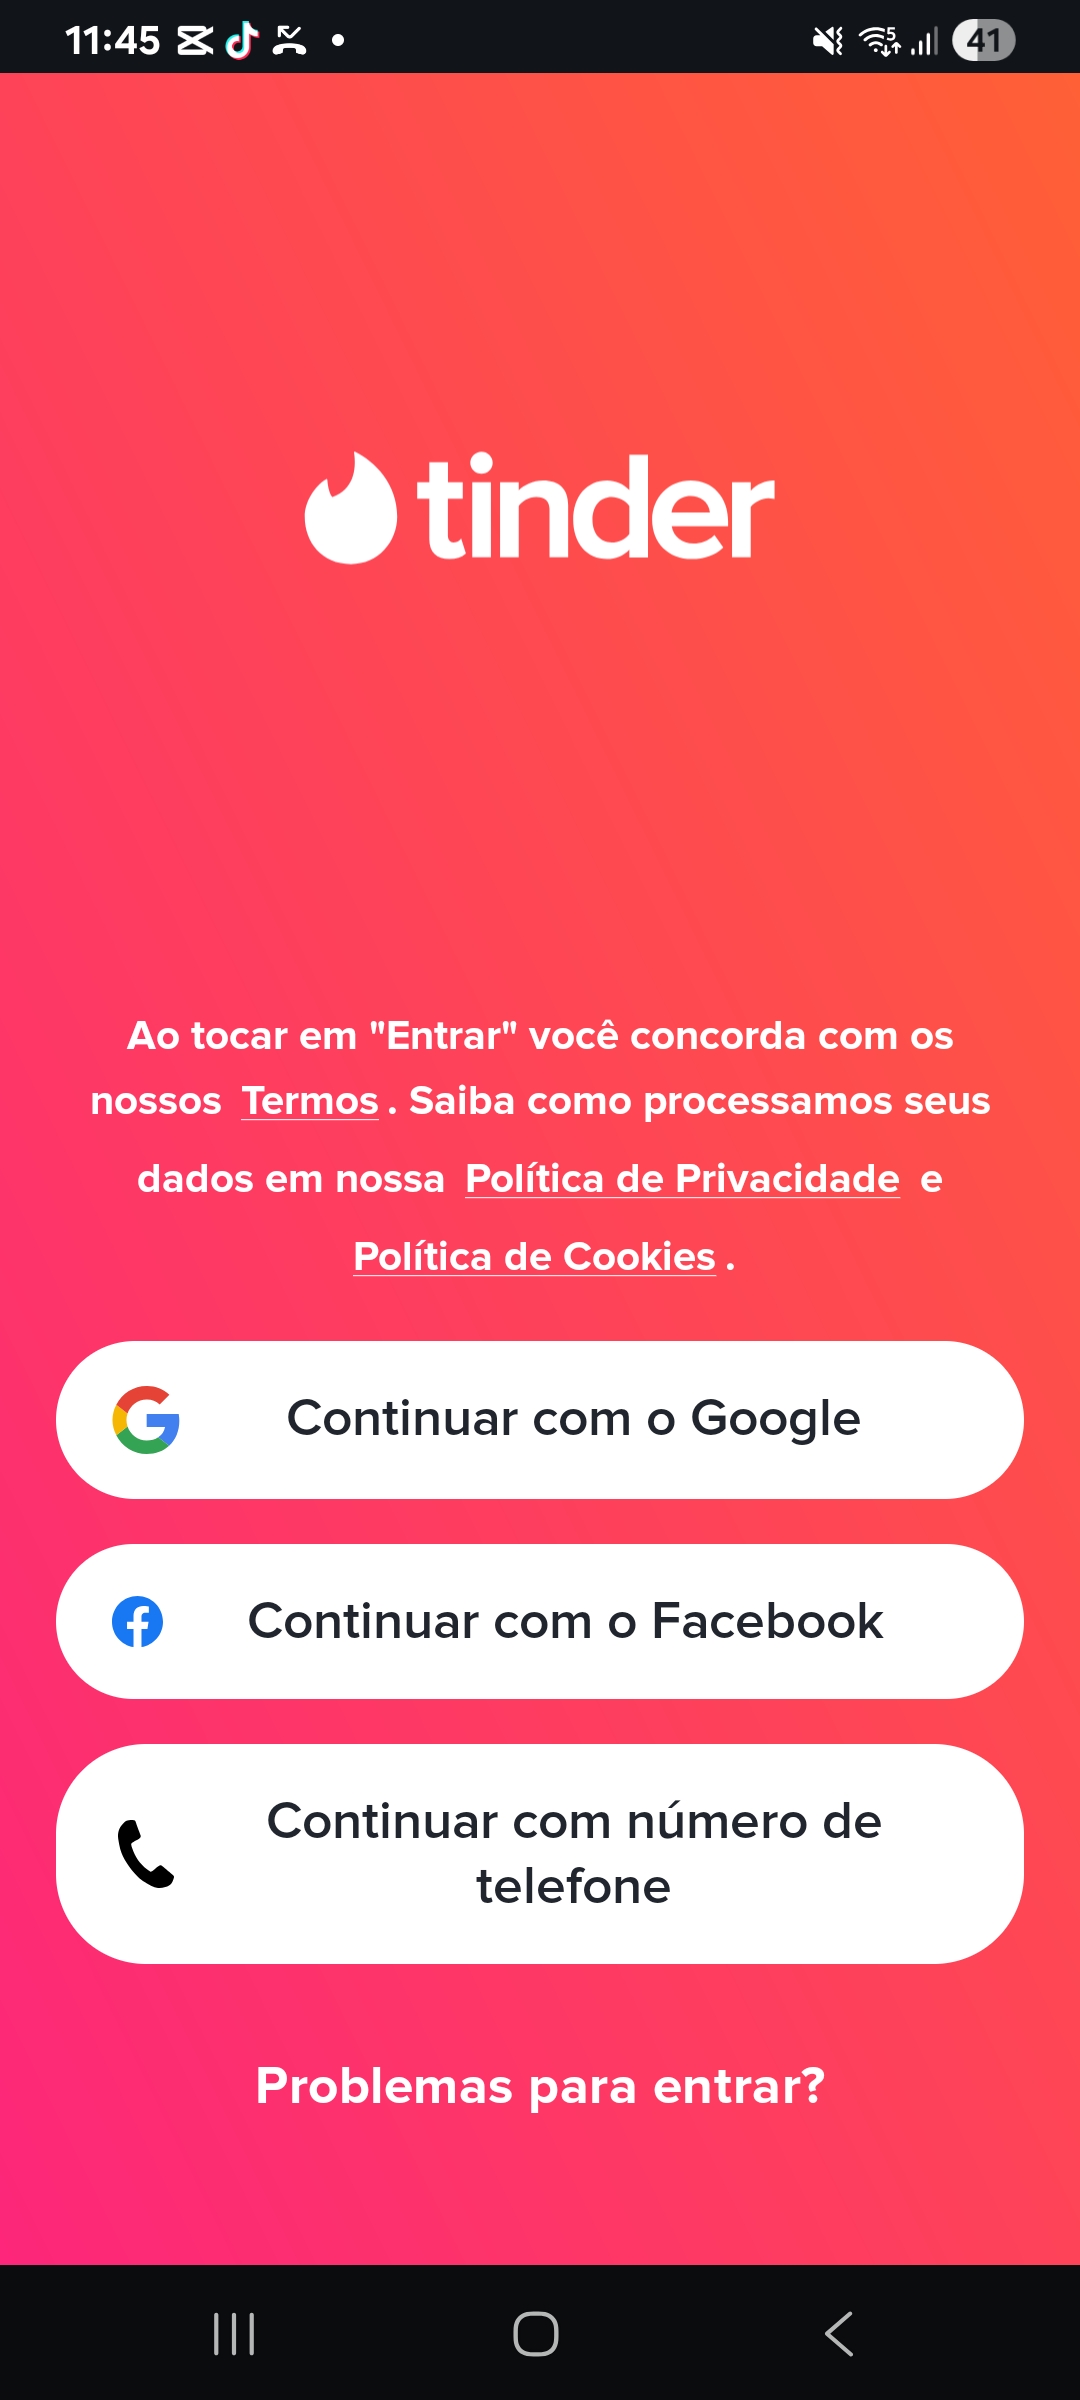 11:45
5
41
tinder
Ao tocar em "Entrar" você concorda com os
nossos Termos . Saiba como processamos seus
dados em nossa Política de Privacidade e
Política de Cookies .
Continuar com o Google
Continuar com o Facebook
Continuar com número de
telefone
Problemas para entrar?